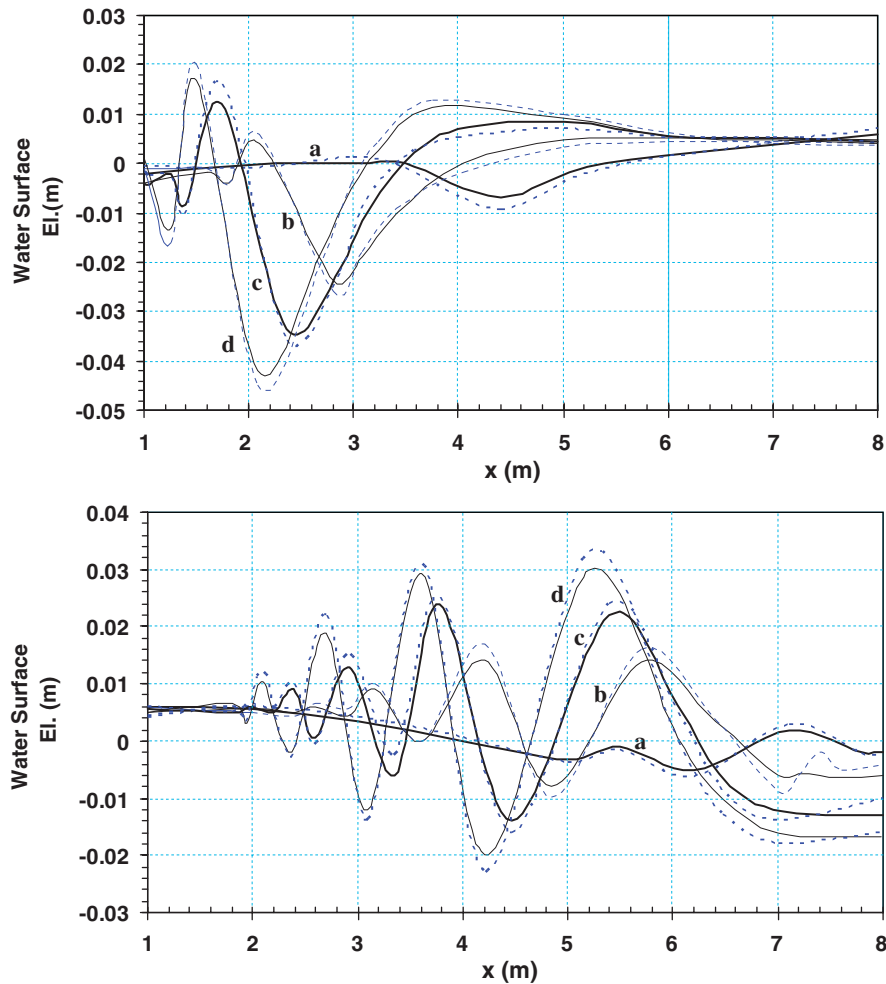 0.03
0.02
0.01
0
-0.01
-0.02
-0.03
-0.04
-0.05
Water Surface
El.(m)
a
b
c
d
1 2 3 4 5 6 7 8
x (m)
0.04
0.03
0.02
0.01
0
-0.01
-0.02
-0.03
Water Surface
El. (m)
d
c
b
a
1 2 3 4 5 6 7 8
x (m)